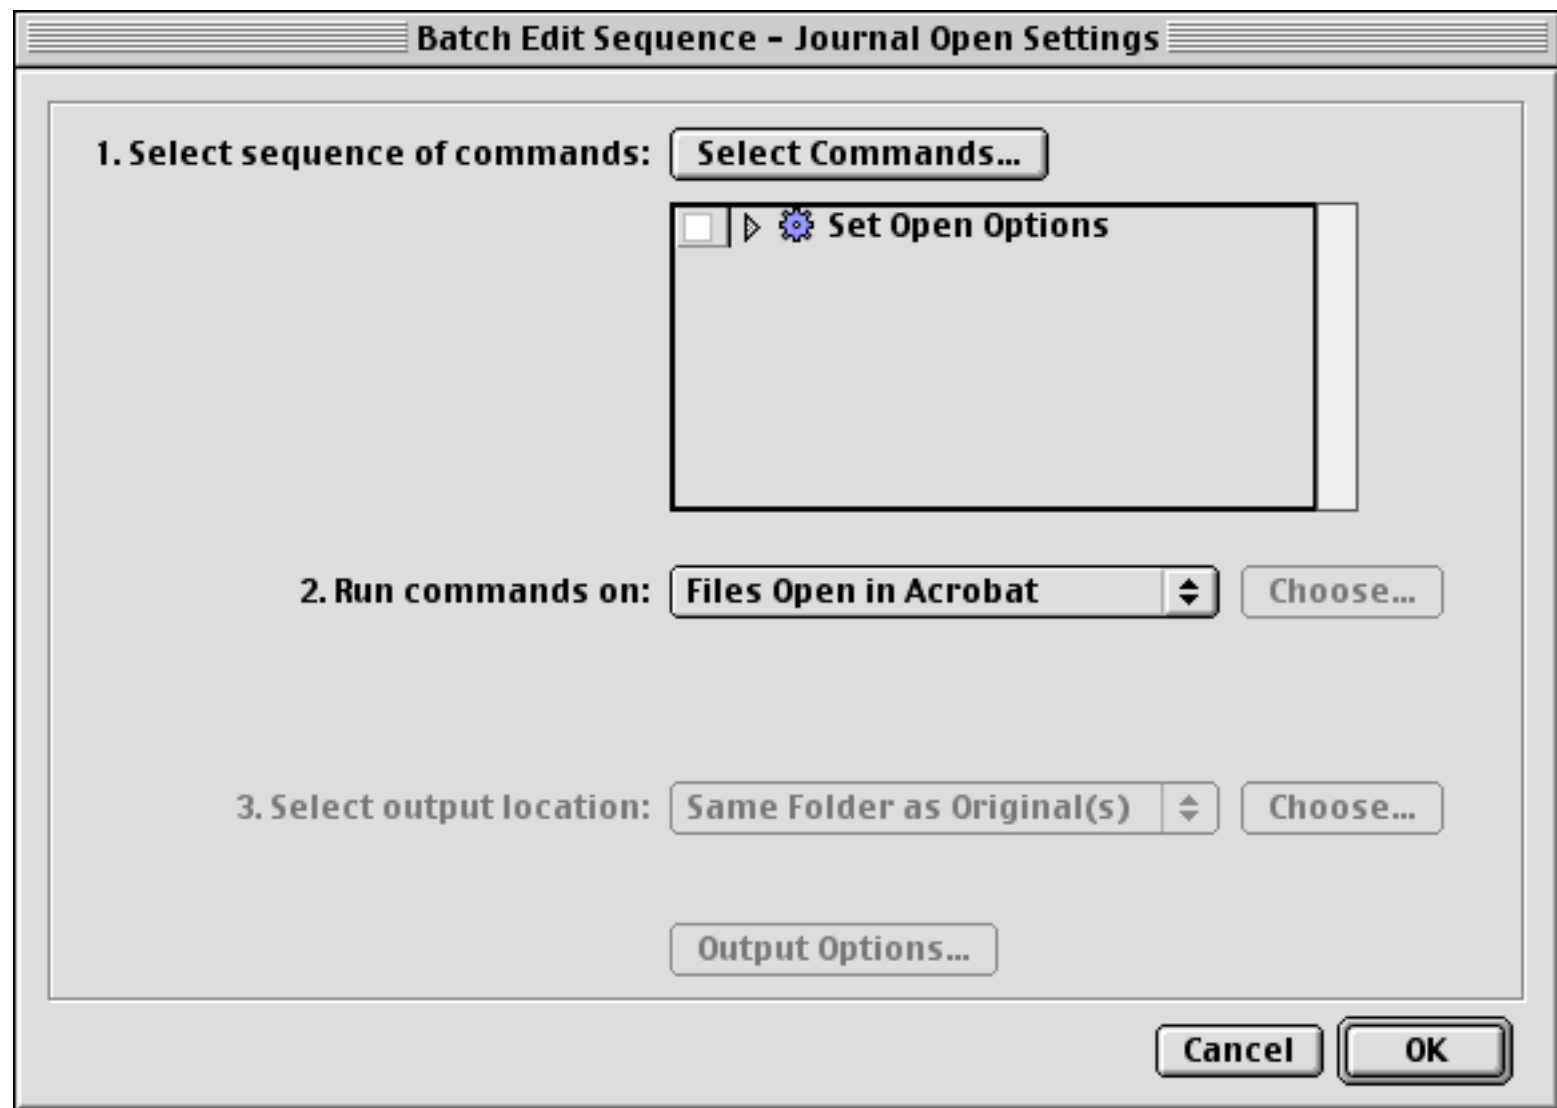 Batch Edit Sequence – Journal Open Settings
1. Select sequence of commands: Select Commands...
Set Open Options
2. Run commands on: Files Open in Acrobat Choose...
3. Select output location: Same Folder as Original(s) Choose...
Output Options...
Cancel OK